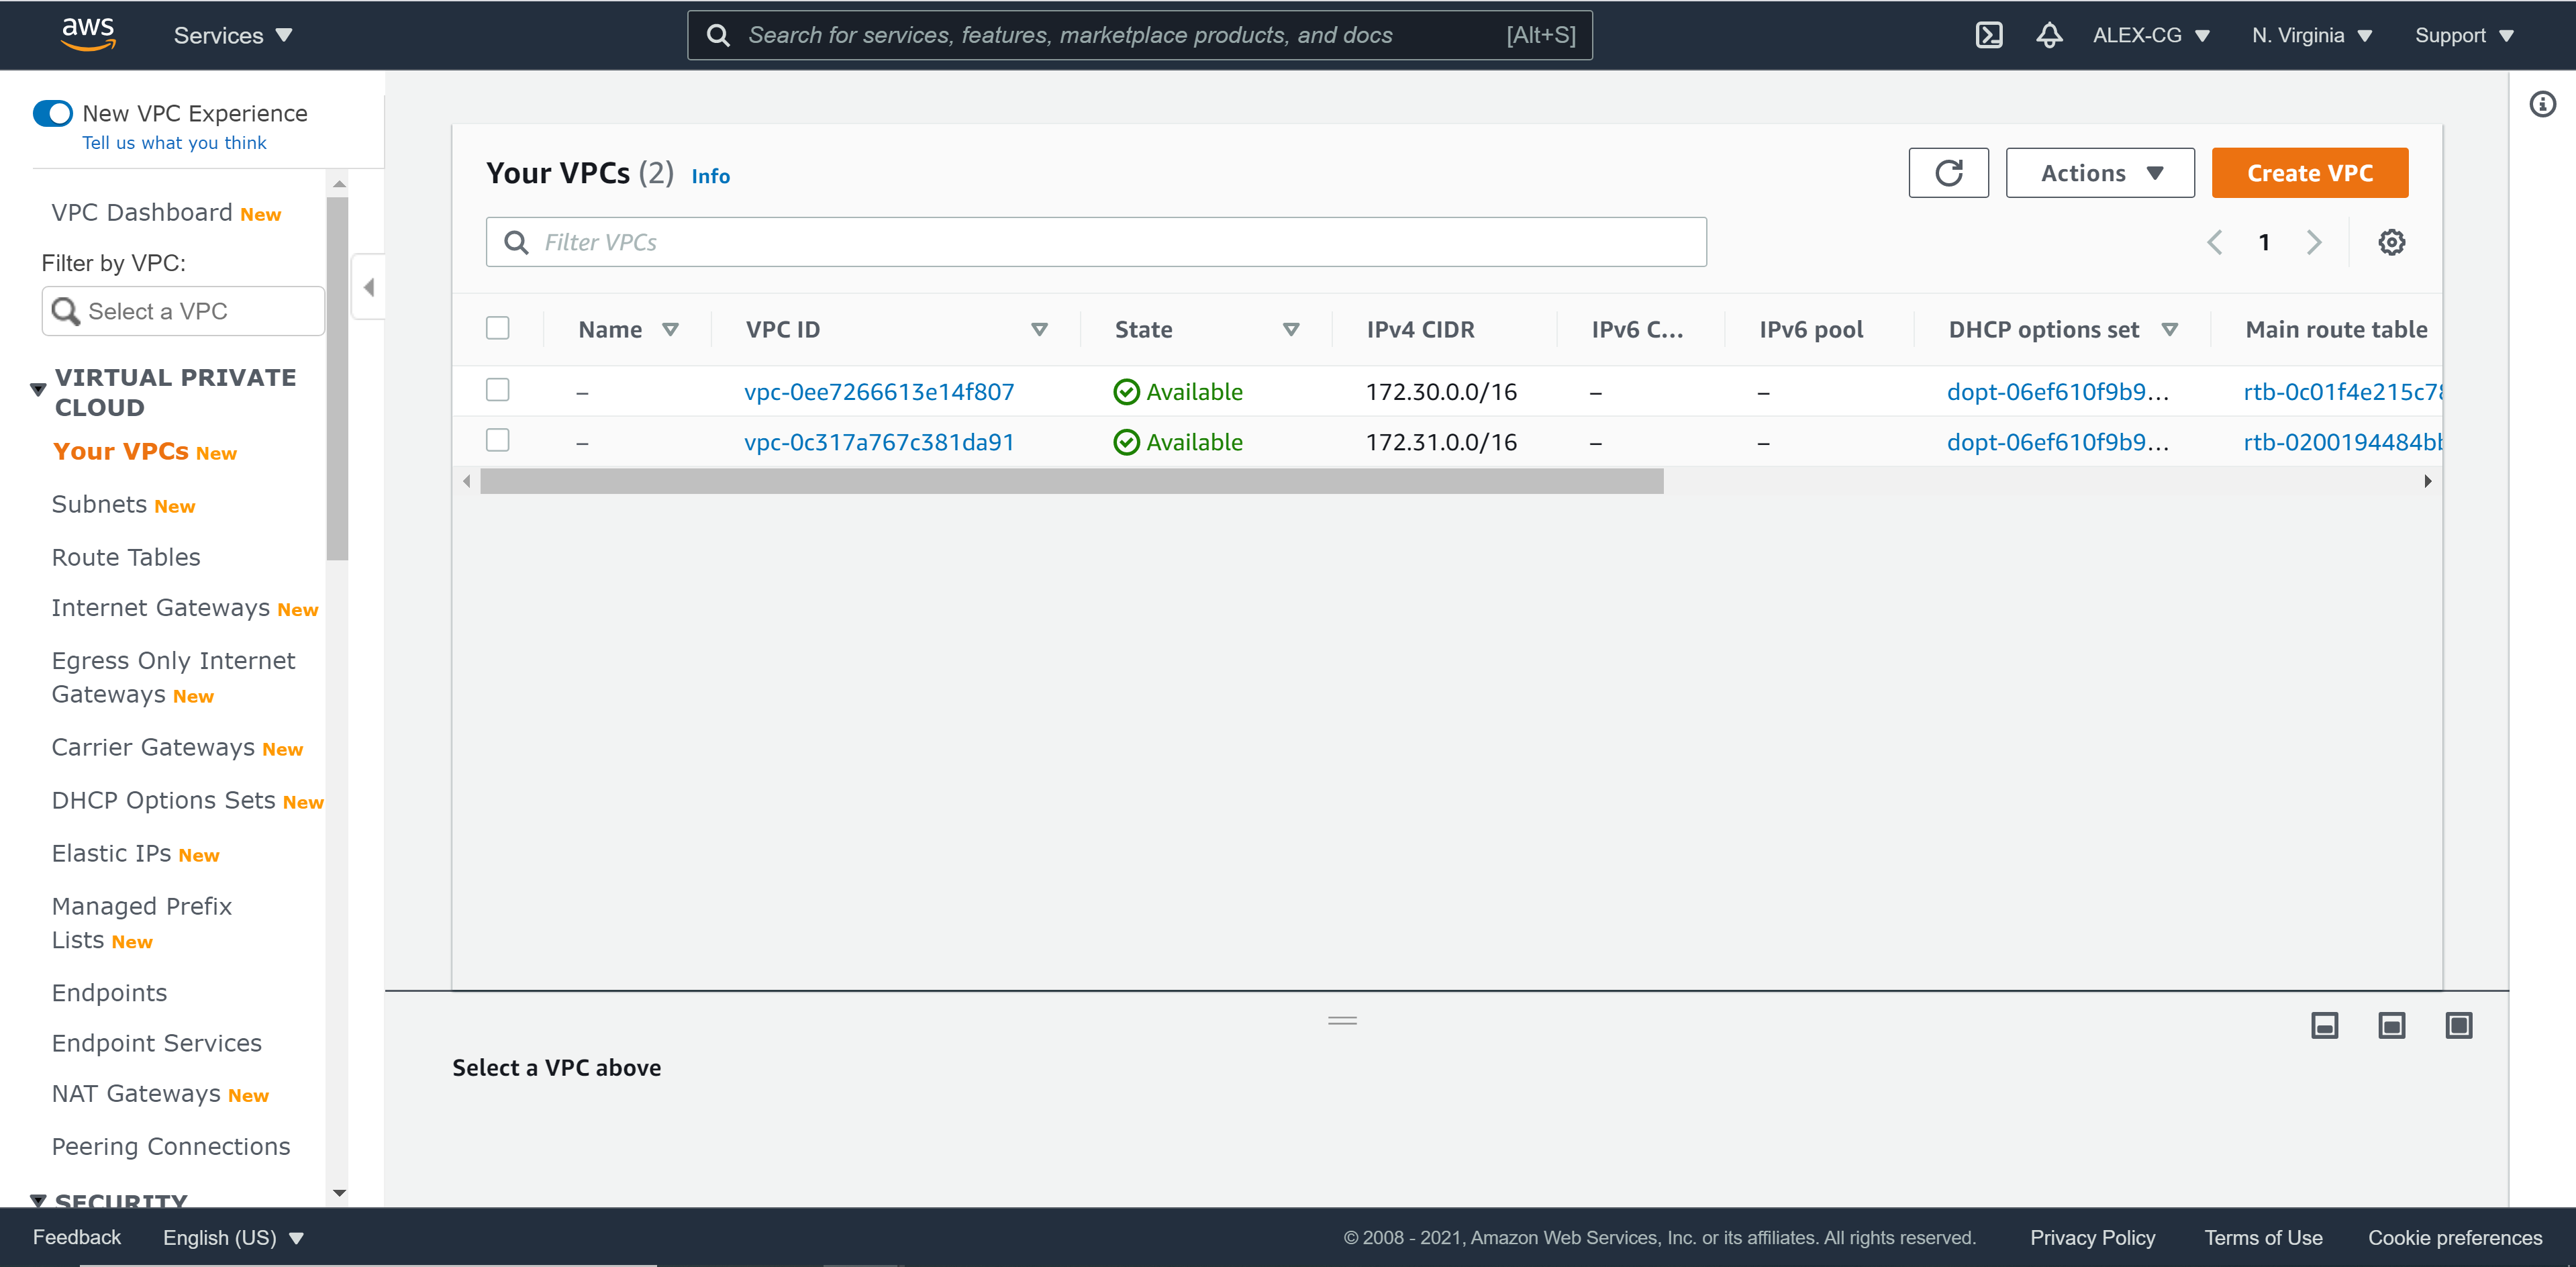 aws Services Search for services, features, marketplace products, and docs [Alt+S] ALEX-CG N. Virginia Support
New VPC Experience
Tell us what you think
VPC Dashboard New
Filter by VPC:
Select a VPC
VIRTUAL PRIVATE
CLOUD
Your VPCs New
Subnets New
Route Tables
Internet Gateways New
Egress Only Internet
Gateways New
Carrier Gateways New
DHCP Options Sets New
Elastic IPs New
Managed Prefix
Lists New
Endpoints
Endpoint Services
NAT Gateways New
Peering Connections
SECURITY
Your VPCs (2) Info
Actions
Create VPC
Filter VPCs
1
Name VPC ID State IPv4 CIDR IPv6 C... IPv6 pool DHCP options set Main route table
– vpc-0ee7266613e14f807 Available 172.30.0.0/16 – – dopt-06ef610f9b9... rtb-0c01f4e215c78
– vpc-0c317a767c381da91 Available 172.31.0.0/16 – – dopt-06ef610f9b9... rtb-0200194484bb
Select a VPC above
Feedback English (US) © 2008 - 2021, Amazon Web Services, Inc. or its affiliates. All rights reserved. Privacy Policy Terms of Use Cookie preferences